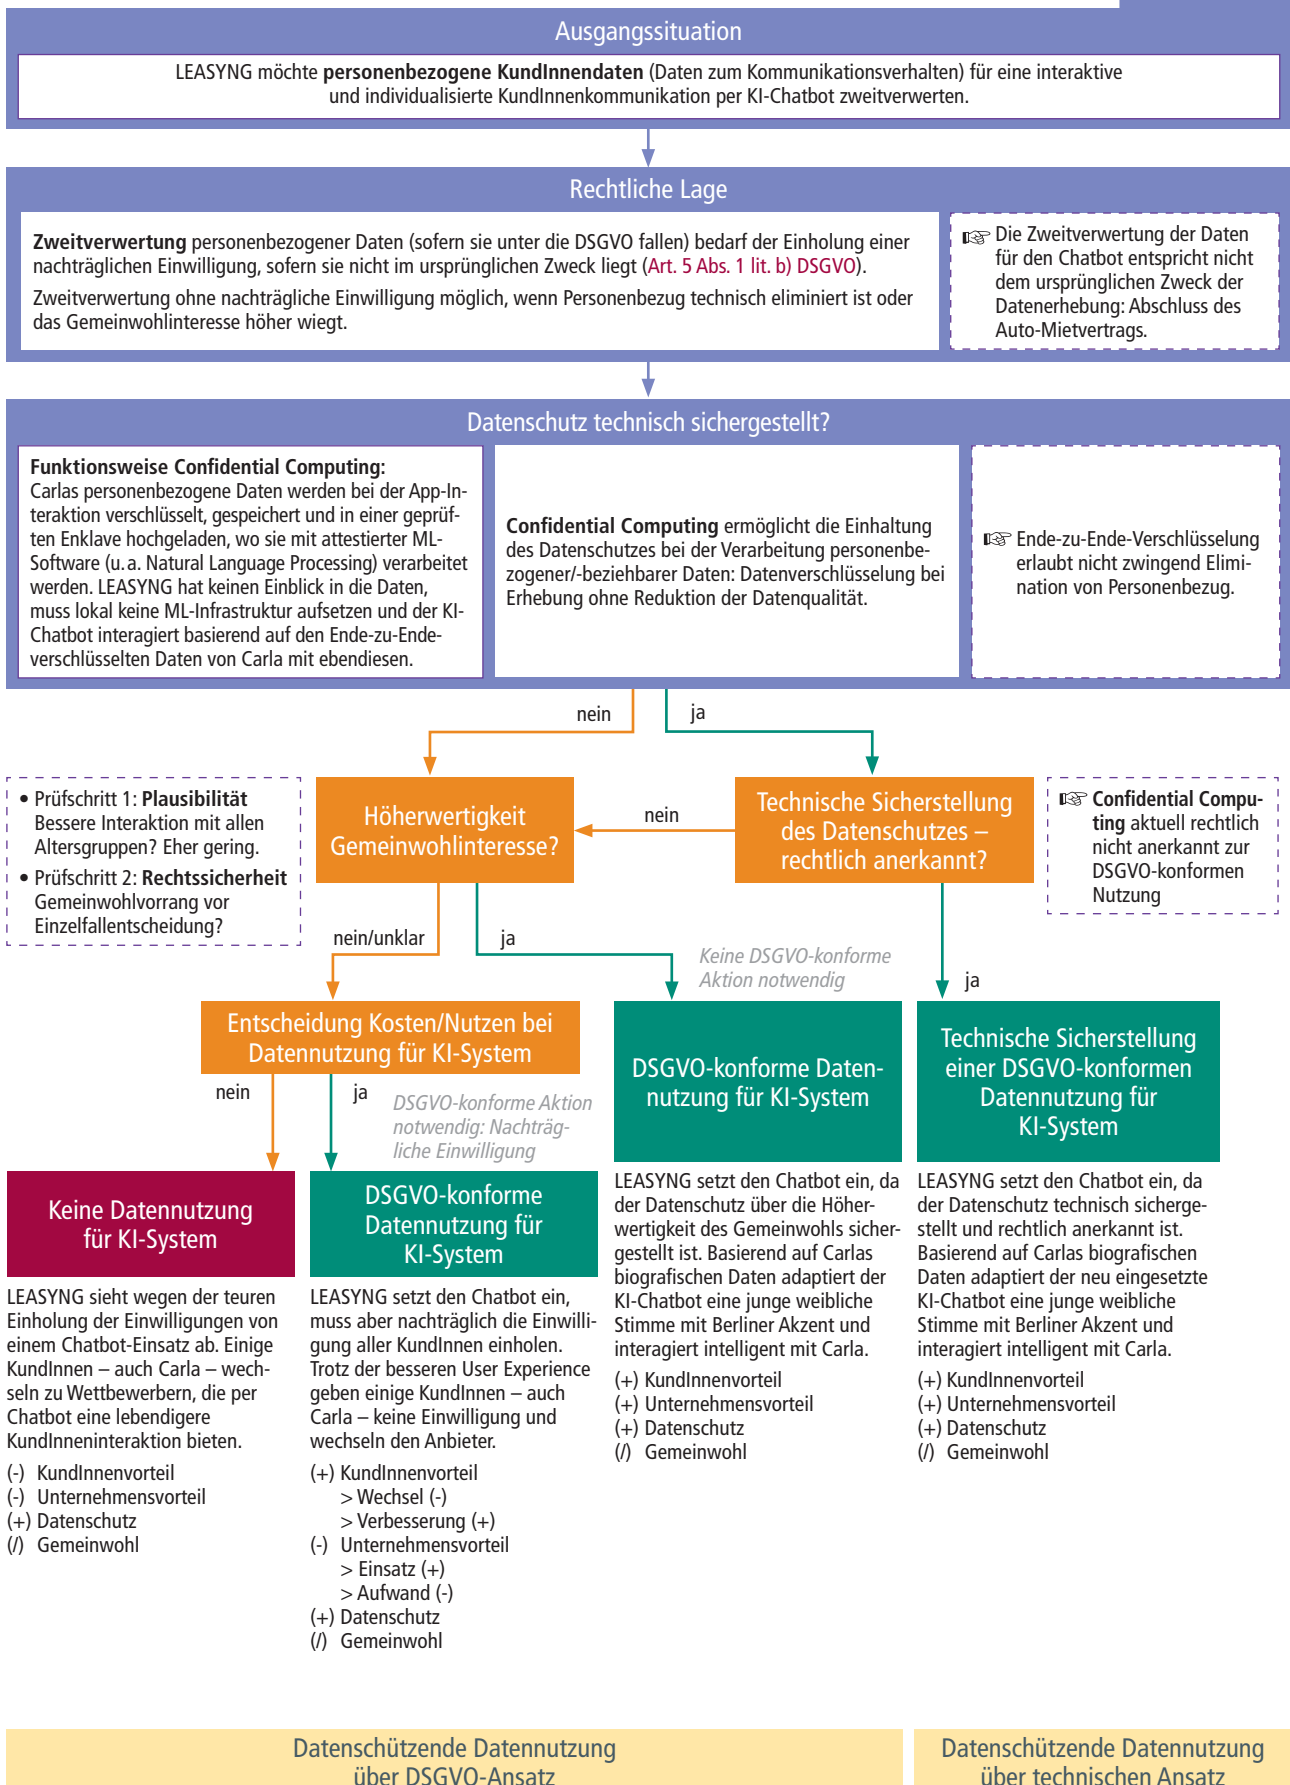 Ausgangssituation
LEASYNG möchte personenbezogene KundInnendaten (Daten zum Kommunikationsverhalten) für eine interaktive
und individualisierte KundInnenkommunikation per KI-Chatbot zweitverwerten.
Rechtliche Lage
Zweitverwertung personenbezogener Daten (sofern sie unter die DSGVO fallen) bedarf der Einholung einer
nachträglichen Einwilligung, sofern sie nicht im ursprünglichen Zweck liegt (Art. 5 Abs. 1 lit. b) DSGVO).
Zweitverwertung ohne nachträgliche Einwilligung möglich, wenn Personenbezug technisch eliminiert ist oder
das Gemeinwohlinteresse höher wiegt.
☞ Die Zweitverwertung der Daten
für den Chatbot entspricht nicht
dem ursprünglichen Zweck der
Datenerhebung: Abschluss des
Auto-Mietvertrags.
Datenschutz technisch sichergestellt?
Funktionsweise Confidential Computing:
Carlas personenbezogene Daten werden bei der App-In-
teraktion verschlüsselt, gespeichert und in einer geprüf-
ten Enklave hochgeladen, wo sie mit attestierter ML-
Software (u. a. Natural Language Processing) verarbeitet
werden. LEASYNG hat keinen Einblick in die Daten,
muss lokal keine ML-Infrastruktur aufsetzen und der KI-
Chatbot interagiert basierend auf den Ende-zu-Ende-
verschlüsselten Daten von Carla mit ebendiesen.
Confidential Computing ermöglicht die Einhaltung
des Datenschutzes bei der Verarbeitung personenbe-
zogener/-beziehbarer Daten: Datenverschlüsselung bei
Erhebung ohne Reduktion der Datenqualität.
☞ Ende-zu-Ende-Verschlüsselung
erlaubt nicht zwingend Elimi-
nation von Personenbezug.
nein
ja
• Prüfschritt 1: Plausibilität
Bessere Interaktion mit allen
Altersgruppen? Eher gering.
• Prüfschritt 2: Rechtssicherheit
Gemeinwohlvorrang vor
Einzelfallentscheidung?
Höherwertigkeit
Gemeinwohlinteresse?
nein
Technische Sicherstellung
des Datenschutzes –
rechtlich anerkannt?
☞ Confidential Compu-
ting aktuell rechtlich
nicht anerkannt zur
DSGVO-konformen
Nutzung
nein/unklar
ja
Keine DSGVO-konforme
Aktion notwendig
ja
Entscheidung Kosten/Nutzen bei
Datennutzung für KI-System
nein
ja
DSGVO-konforme Aktion
notwendig: Nachträg-
liche Einwilligung
DSGVO-konforme Daten-
nutzung für KI-System
Technische Sicherstellung
einer DSGVO-konformen
Datennutzung für
KI-System
Keine Datennutzung
für KI-System
LEASYNG sieht wegen der teuren
Einholung der Einwilligungen von
einem Chatbot-Einsatz ab. Einige
KundInnen – auch Carla – wech-
seln zu Wettbewerbern, die per
Chatbot eine lebendigere
KundInneninteraktion bieten.
(-) KundInnenvorteil
(-) Unternehmensvorteil
(+) Datenschutz
(/) Gemeinwohl
DSGVO-konforme
Datennutzung für
KI-System
LEASYNG setzt den Chatbot ein,
muss aber nachträglich die Einwilli-
gung aller KundInnen einholen.
Trotz der besseren User Experience
geben einige KundInnen – auch
Carla – keine Einwilligung und
wechseln den Anbieter.
(+) KundInnenvorteil
> Wechsel (-)
> Verbesserung (+)
(-) Unternehmensvorteil
> Einsatz (+)
> Aufwand (-)
(+) Datenschutz
(/) Gemeinwohl
LEASYNG setzt den Chatbot ein, da
der Datenschutz über die Höher-
wertigkeit des Gemeinwohls sicher-
gestellt ist. Basierend auf Carlas
biografischen Daten adaptiert der
KI-Chatbot eine junge weibliche
Stimme mit Berliner Akzent und
interagiert intelligent mit Carla.
(+) KundInnenvorteil
(+) Unternehmensvorteil
(+) Datenschutz
(/) Gemeinwohl
LEASYNG setzt den Chatbot ein, da
der Datenschutz technisch sicherge-
stellt und rechtlich anerkannt ist.
Basierend auf Carlas biografischen
Daten adaptiert der neu eingesetzte
KI-Chatbot eine junge weibliche
Stimme mit Berliner Akzent und
interagiert intelligent mit Carla.
(+) KundInnenvorteil
(+) Unternehmensvorteil
(+) Datenschutz
(/) Gemeinwohl
Datenschützende Datennutzung
über DSGVO-Ansatz
Datenschützende Datennutzung
über technischen Ansatz